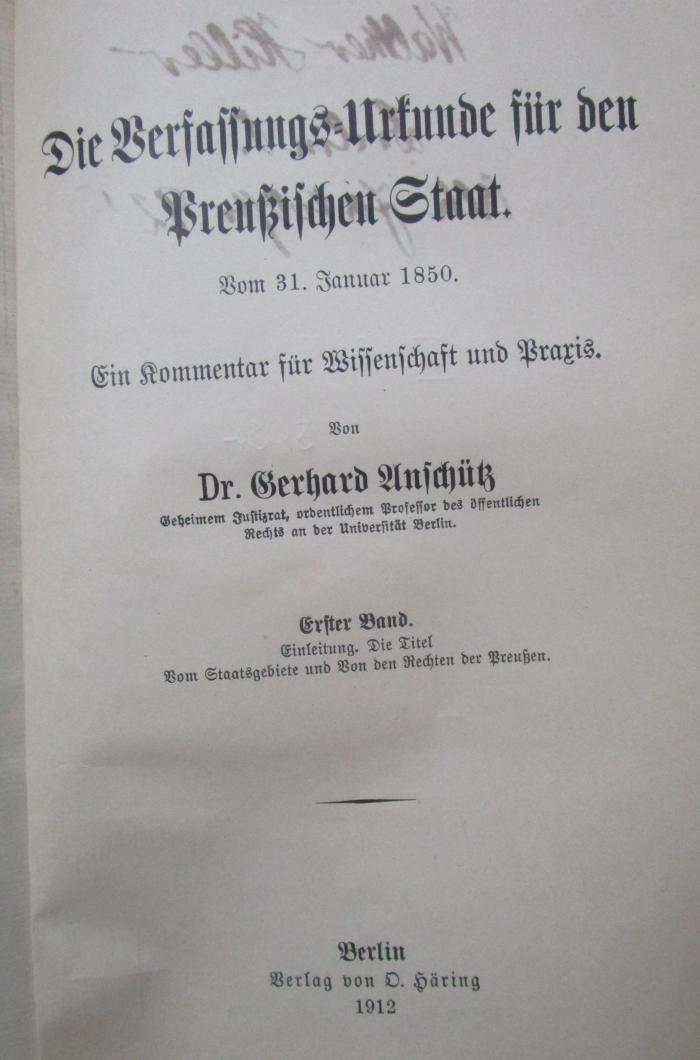 Die Verfassungs-Urkunde für den
Preußischen Staat.
Vom 31. Januar 1850.
Ein Kommentar für Wissenschaft und Praxis.
Von
Dr. Gerhard Anschütz
Geheimem Justizrat, ordentlichem Professor des öffentlichen
Rechts an der Universität Berlin.
Erster Band.
Einleitung. Die Titel
Vom Staatsgebiete und Von den Rechten der Preußen.
Berlin
Verlag von O. Häring
1912